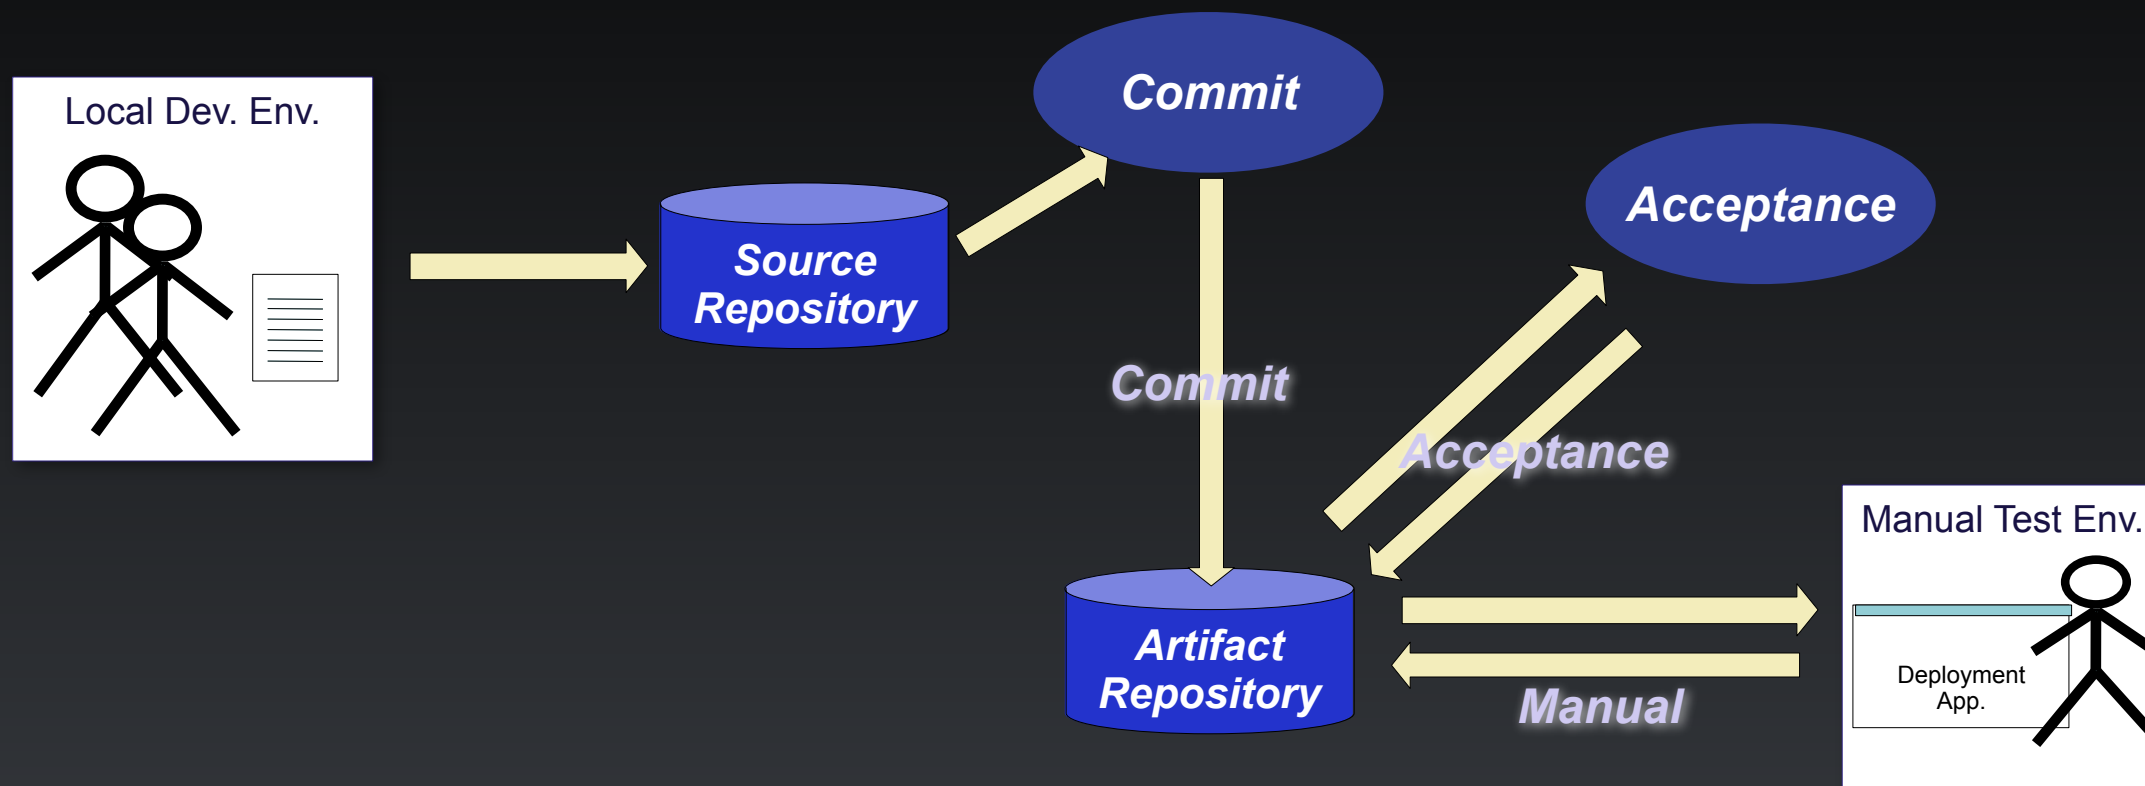 Commit
Local Dev. Env.
Acceptance
Source
Repository
Commit
Acceptance
Manual Test Env.
Artifact
Repository
Deployment
App.
Manual